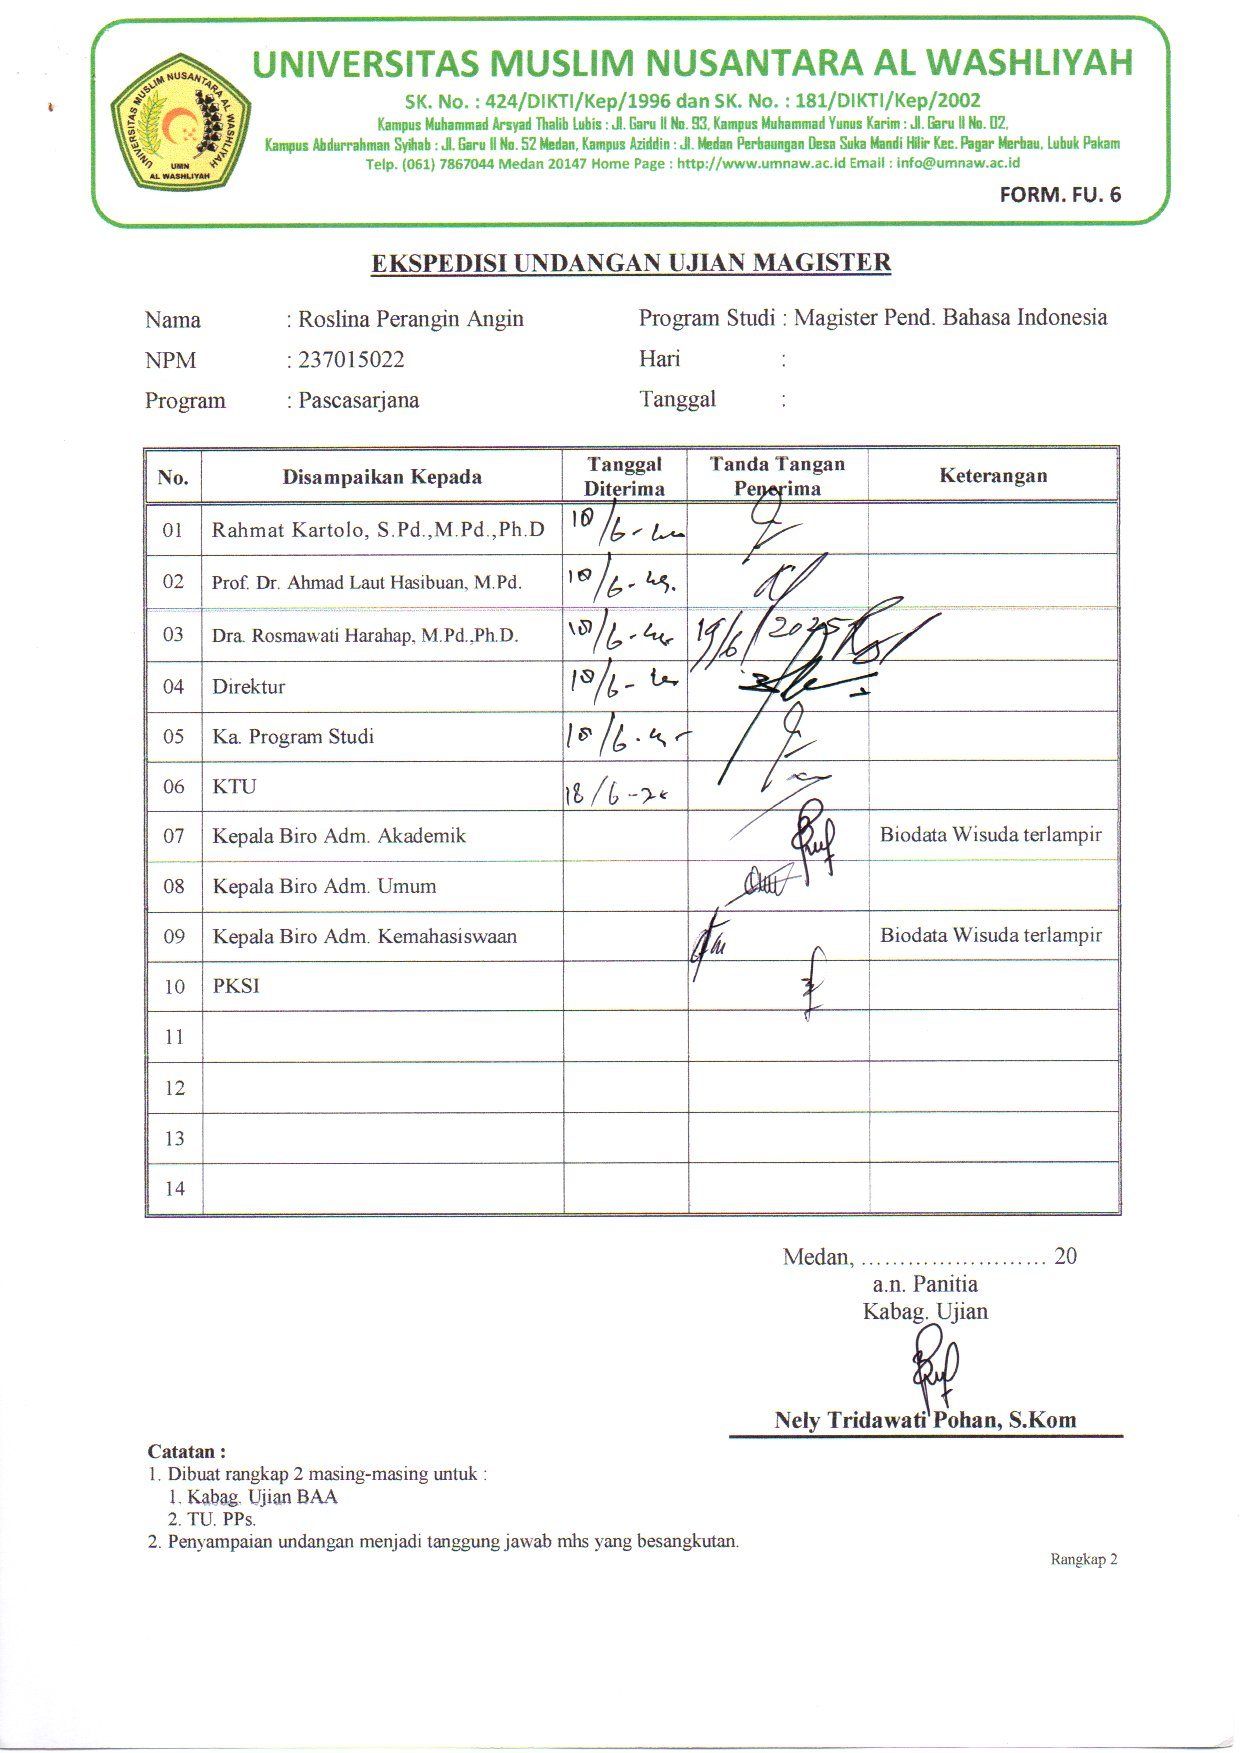 UNIVERSITAS MUSLIM NUSANTARA AL WASHLIYAH
UNIVERSITAS MUSLIM NUSANTARA AL WASHLIYAH
UMN
AL WASHLIYAH
SK. No. : 424/DIKTI/Kep/1996 dan SK. No. : 181/DIKTI/Kep/2002
Kampus Muhammad Arsyad Thalib Lubis : Jl. Garu II No. 93, Kampus Muhammad Yunus Karim : Jl. Garu II No. 02,
Kampus Abdurrahman Syihab : Jl. Garu II No. 52 Medan, Kampus Aziddin : Jl. Medan Perbaungan Desa Suka Mandi Hilir Kec. Pagar Merbau, Lubuk Pakam
Telp. (061) 7867044 Medan 20147 Home Page : http://www.umnaw.ac.id Email : info@umnaw.ac.id
FORM. FU. 6
EKSPEDISI UNDANGAN UJIAN MAGISTER
Nama : Roslina Perangin Angin Program Studi : Magister Pend. Bahasa Indonesia
NPM : 237015022 Hari :
Program : Pascasarjana Tanggal :
No. Disampaikan Kepada Tanggal Diterima Tanda Tangan Penerima Keterangan
01 Rahmat Kartolo, S.Pd.,M.Pd.,Ph.D
02 Prof. Dr. Ahmad Laut Hasibuan, M.Pd.
03 Dra. Rosmawati Harahap, M.Pd.,Ph.D. 19/6/2025
04 Direktur
05 Ka. Program Studi
06 KTU
07 Kepala Biro Adm. Akademik Biodata Wisuda terlampir
08 Kepala Biro Adm. Umum
09 Kepala Biro Adm. Kemahasiswaan Biodata Wisuda terlampir
10 PKSI
11
12
13
14
Medan, ........................ 20
a.n. Panitia
Kabag. Ujian
Nely Tridawati Pohan, S.Kom
Catatan :
1. Dibuat rangkap 2 masing-masing untuk :
1. Kabag. Ujian BAA
2. TU. PPs.
2. Penyampaian undangan menjadi tanggung jawab mhs yang besangkutan.
Rangkap 2